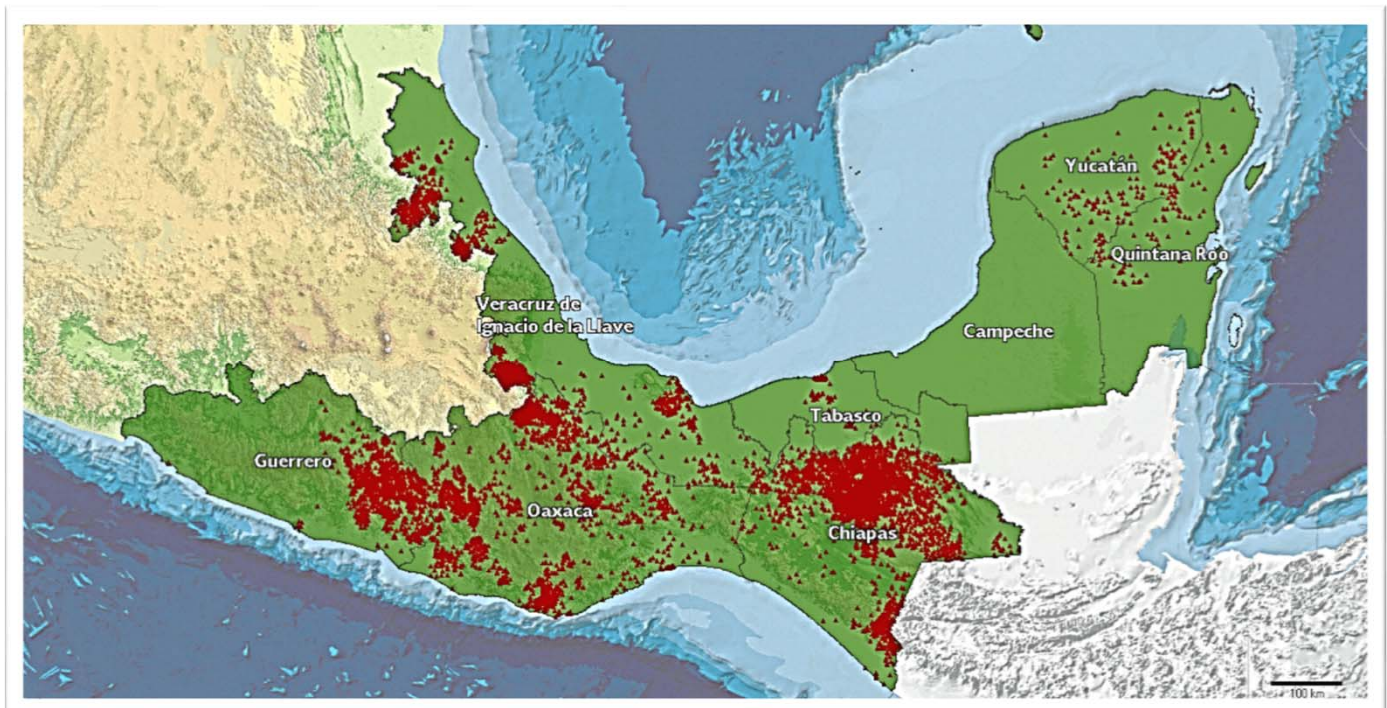 Yucatán
Quintana Roo
Veracruz de
Ignacio de la Llave
Campeche
Tabasco
Guerrero
Oaxaca
Chiapas
100 km